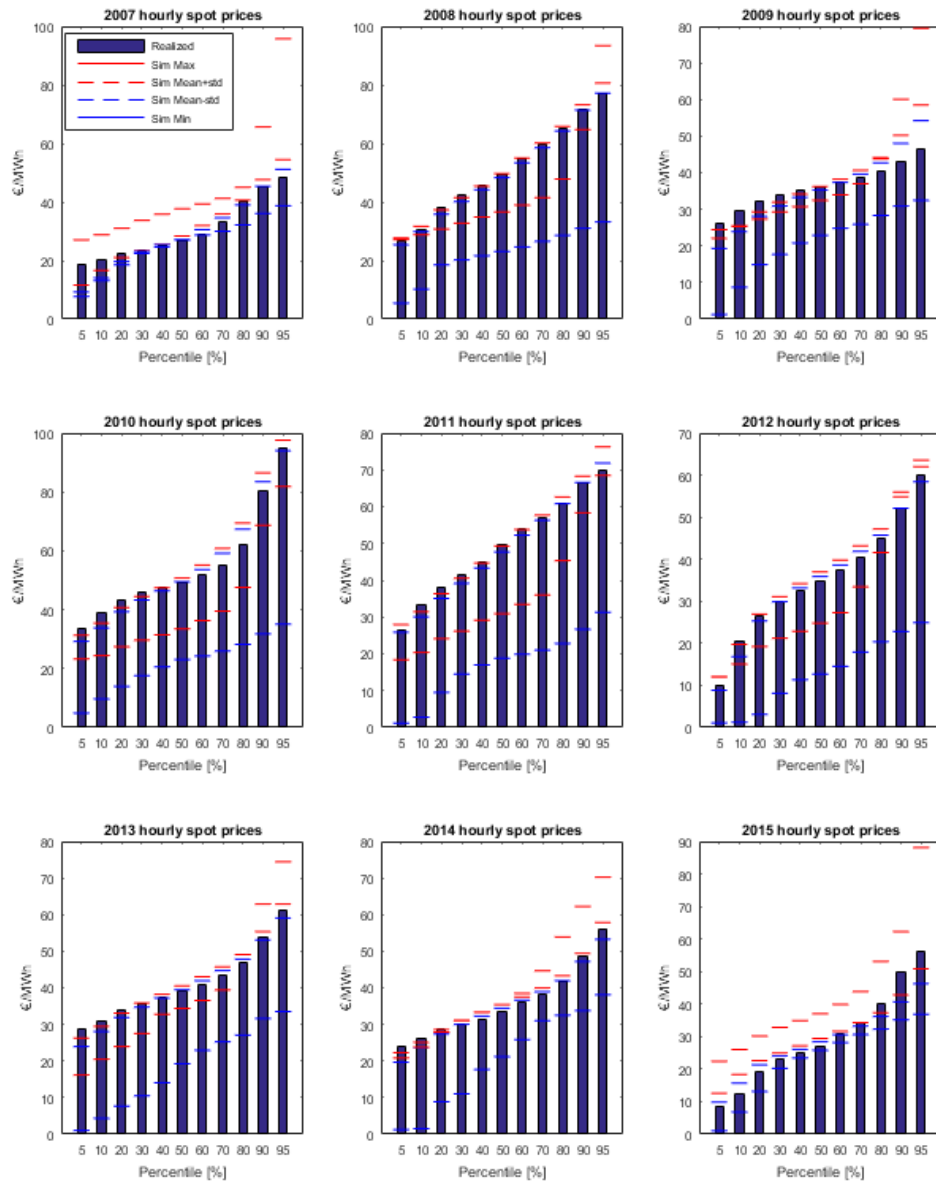 2007 hourly spot prices
100
80
60
40
20
0
€/MWh
Realized
Sim Max
Sim Mean+std
Sim Mean-std
Sim Min
5 10 20 30 40 50 60 70 80 90 95
Percentile [%]
2008 hourly spot prices
100
80
60
40
20
0
€/MWh
5 10 20 30 40 50 60 70 80 90 95
Percentile [%]
2009 hourly spot prices
80
70
60
50
40
30
20
10
0
€/MWh
5 10 20 30 40 50 60 70 80 90 95
Percentile [%]
2010 hourly spot prices
100
80
60
40
20
0
€/MWh
5 10 20 30 40 50 60 70 80 90 95
Percentile [%]
2011 hourly spot prices
80
70
60
50
40
30
20
10
0
€/MWh
5 10 20 30 40 50 60 70 80 90 95
Percentile [%]
2012 hourly spot prices
70
60
50
40
30
20
10
0
€/MWh
5 10 20 30 40 50 60 70 80 90 95
Percentile [%]
2013 hourly spot prices
80
70
60
50
40
30
20
10
0
€/MWh
5 10 20 30 40 50 60 70 80 90 95
Percentile [%]
2014 hourly spot prices
80
70
60
50
40
30
20
10
0
€/MWh
5 10 20 30 40 50 60 70 80 90 95
Percentile [%]
2015 hourly spot prices
90
80
70
60
50
40
30
20
10
0
€/MWh
5 10 20 30 40 50 60 70 80 90 95
Percentile [%]